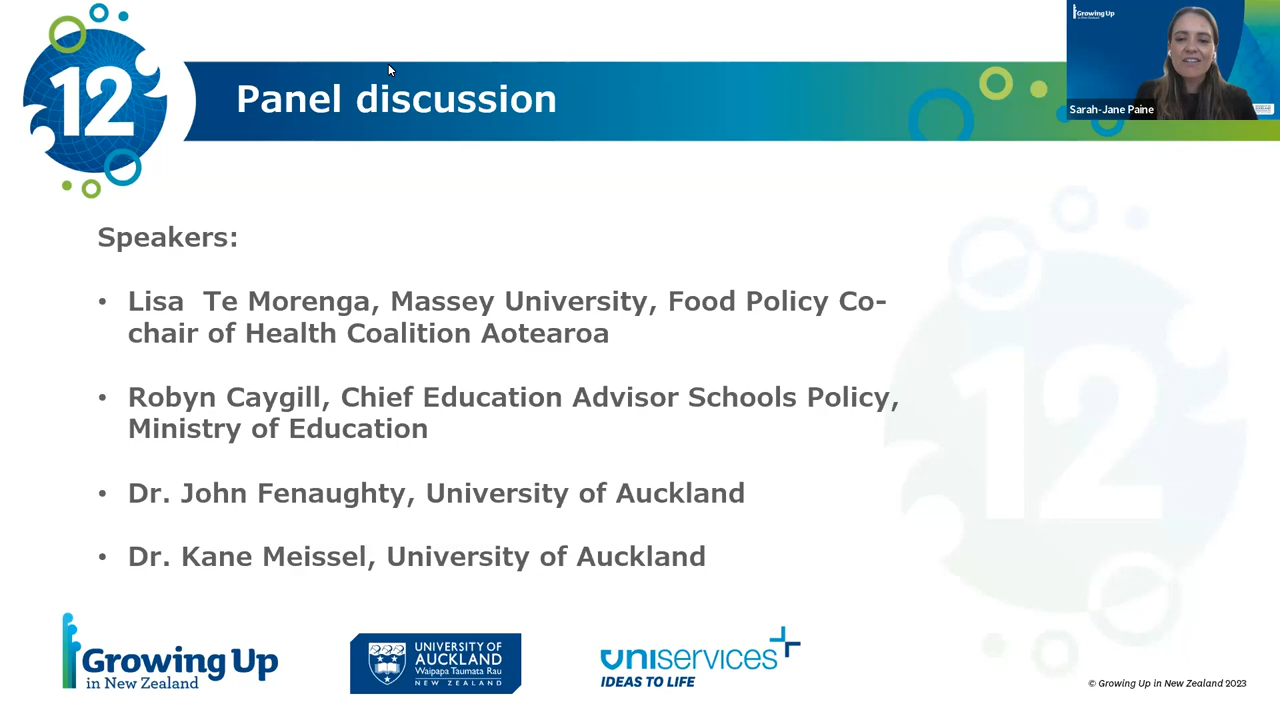 12
Panel discussion
Growing Up
Sarah-Jane Paine
Speakers:
• Lisa  Te Morenga, Massey University, Food Policy Co-
chair of Health Coalition Aotearoa
• Robyn Caygill, Chief Education Advisor Schools Policy,
Ministry of Education
• Dr. John Fenaughty, University of Auckland
• Dr. Kane Meissel, University of Auckland
12
Growing Up
in New Zealand
UNIVERSITY OF
AUCKLAND
Waipapa Taumata Rau
NEW ZEALAND
UNISERVICES
IDEAS TO LIFE
© Growing Up in New Zealand 2023